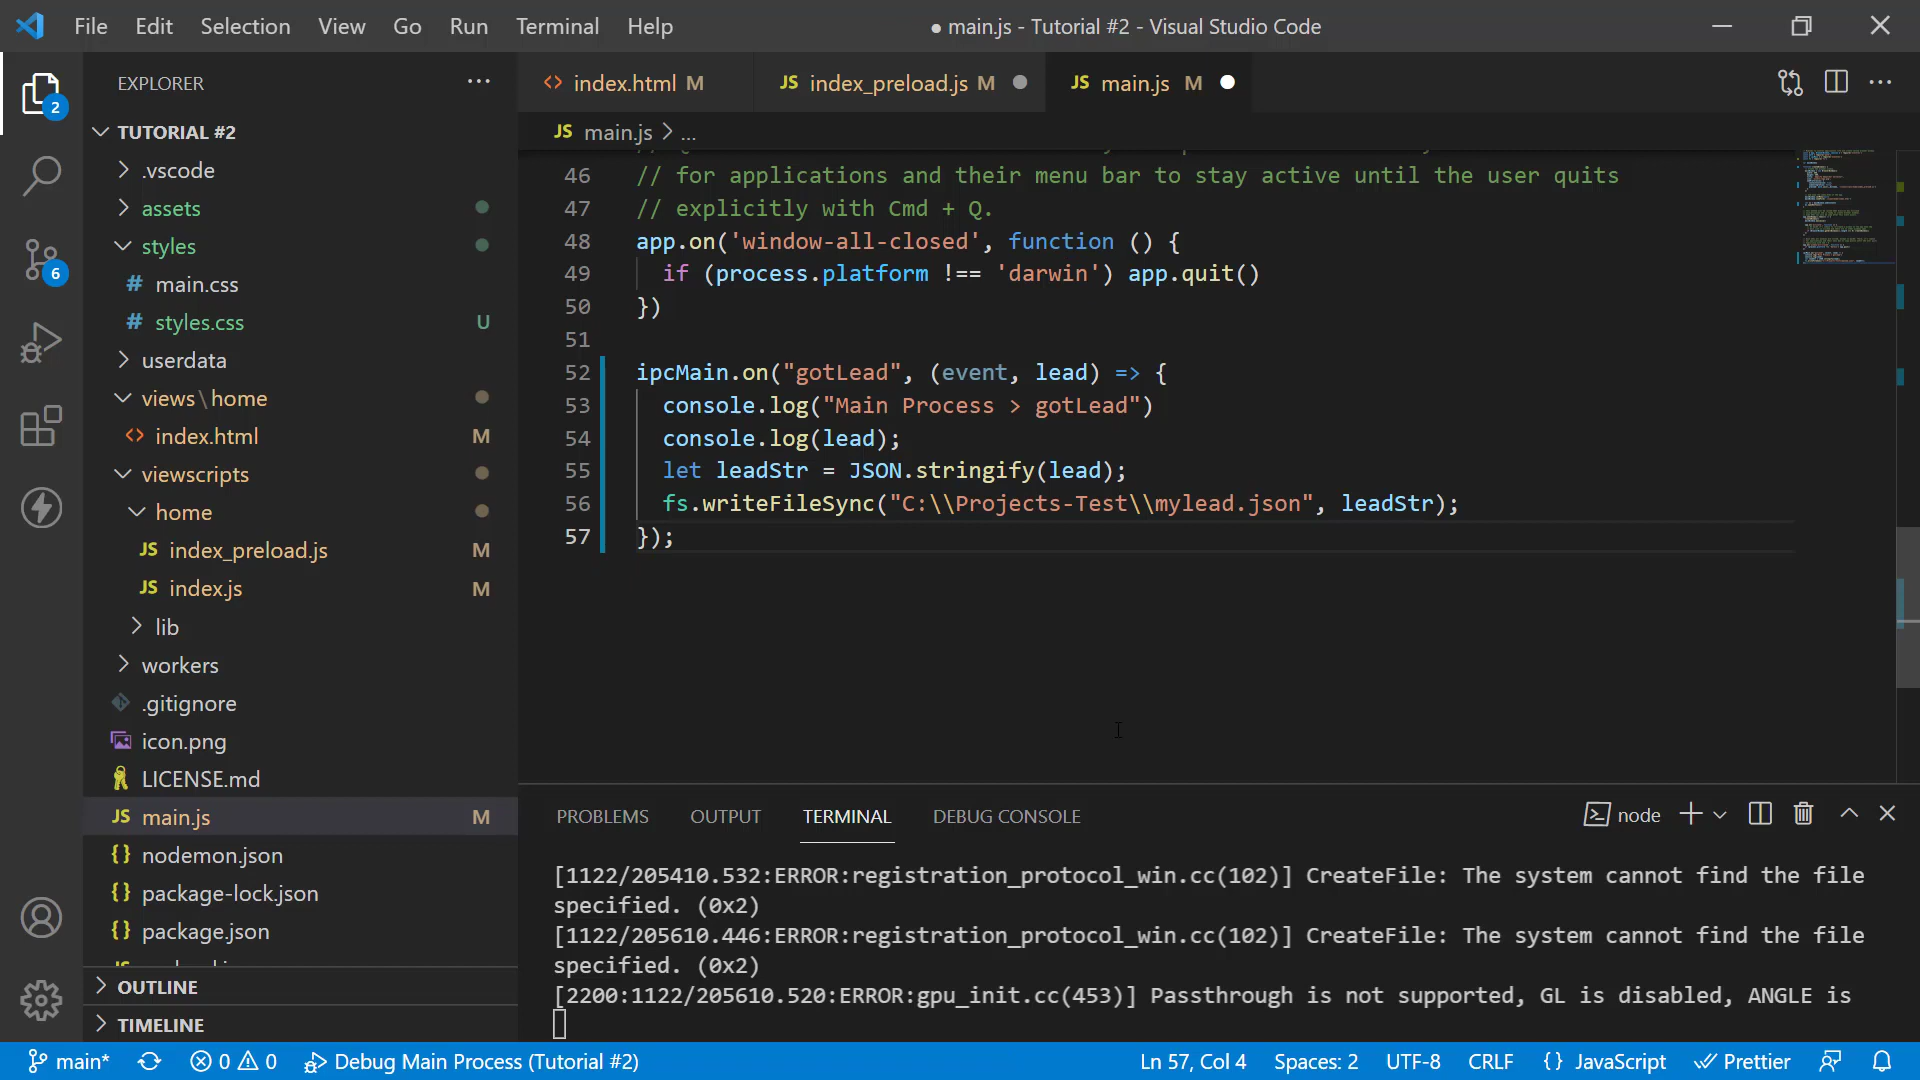 File Edit Selection View Go Run Terminal Help
● main.js - Tutorial #2 - Visual Studio Code
EXPLORER
2
6
TUTORIAL #2
.vscode
assets
styles
# main.css
# styles.css U
userdata
views\home
<> index.html M
viewscripts
home
JS index_preload.js M
JS index.js M
lib
workers
.gitignore
icon.png
LICENSE.md
JS main.js M
{} nodemon.json
{} package-lock.json
{} package.json
OUTLINE
TIMELINE
<> index.html M
JS index_preload.js M
JS main.js M
JS main.js > ...
46 // for applications and their menu bar to stay active until the user quits
47 // explicitly with Cmd + Q.
48 app.on('window-all-closed', function () {
49 if (process.platform !== 'darwin') app.quit()
50 })
51
52 ipcMain.on("gotLead", (event, lead) => {
53 console.log("Main Process > gotLead")
54 console.log(lead);
55 let leadStr = JSON.stringify(lead);
56 fs.writeFileSync("C:\\Projects-Test\\mylead.json", leadStr);
57 });
PROBLEMS OUTPUT TERMINAL DEBUG CONSOLE
node
[1122/205410.532:ERROR:registration_protocol_win.cc(102)] CreateFile: The system cannot find the file
specified. (0x2)
[1122/205610.446:ERROR:registration_protocol_win.cc(102)] CreateFile: The system cannot find the file
specified. (0x2)
[2200:1122/205610.520:ERROR:gpu_init.cc(453)] Passthrough is not supported, GL is disabled, ANGLE is
main* 0 0 Debug Main Process (Tutorial #2) Ln 57, Col 4 Spaces: 2 UTF-8 CRLF {} JavaScript Prettier